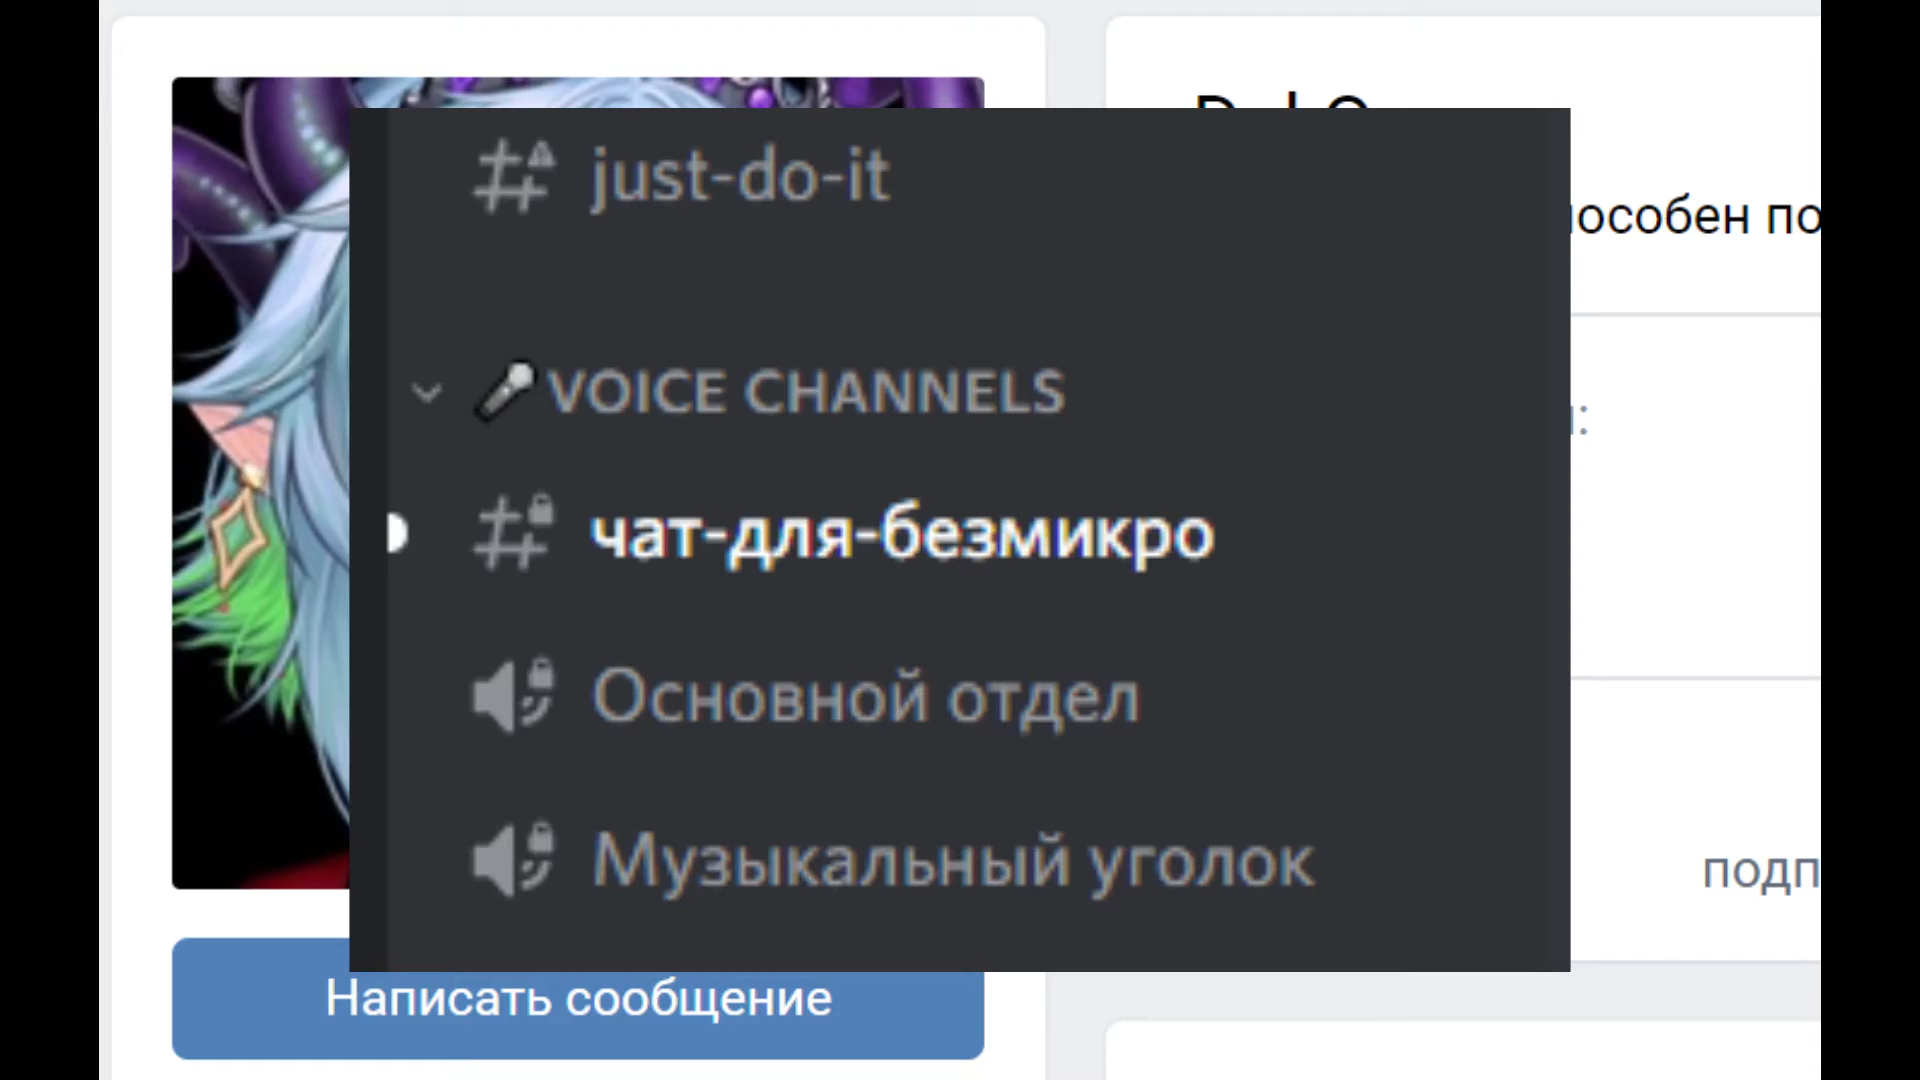 just-do-it
VOICE CHANNELS
чат-для-безмикро
Основной отдел
Музыкальный уголок
особен по
подп
Написать сообщение